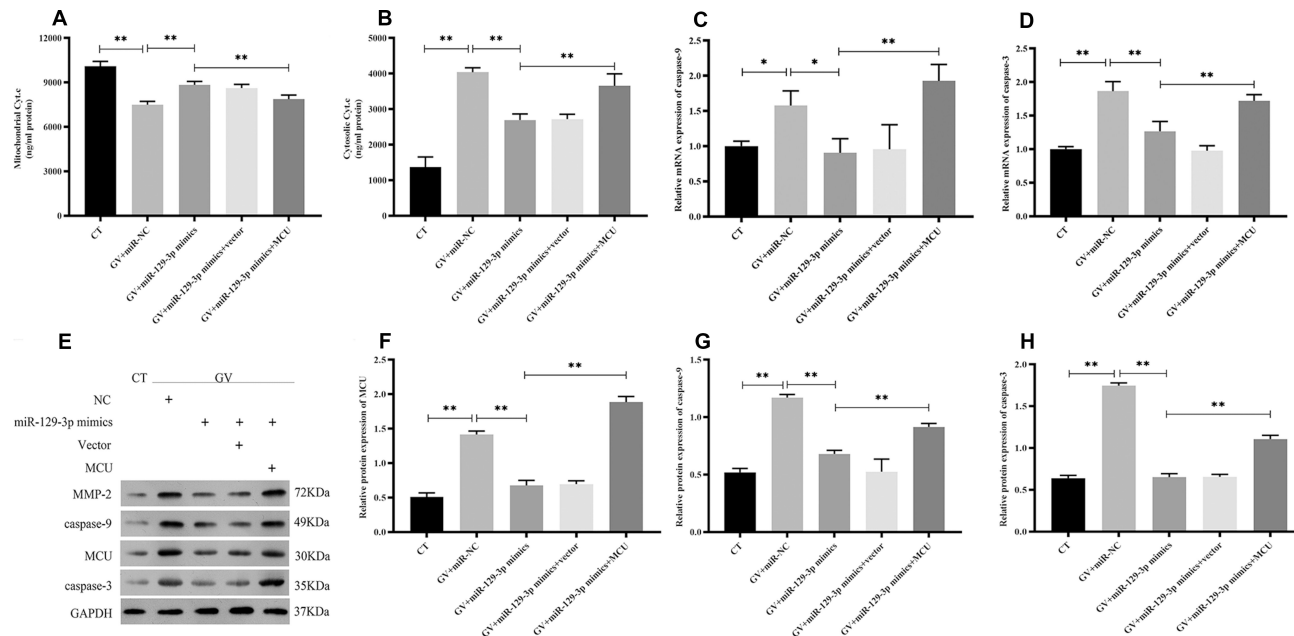 A
Mitochondrial Cyt.c
(ng/ml protein)
12000
9000
6000
3000
0
** ** **
CT
GV+miR-NC
GV+miR-129-3p mimics
GV+miR-129-3p mimics+vector
GV+miR-129-3p mimics+MCU
B
Cytosolic Cyt.c
(ng/ml protein)
5000
4000
3000
2000
1000
0
** ** **
CT
GV+miR-NC
GV+miR-129-3p mimics
GV+miR-129-3p mimics+vector
GV+miR-129-3p mimics+MCU
C
Relative mRNA expression of caspase-9
2.5
2.0
1.5
1.0
0.5
0.0
* * **
CT
GV+miR-NC
GV+miR-129-3p mimics
GV+miR-129-3p mimics+vector
GV+miR-129-3p mimics+MCU
D
Relative mRNA expression of caspase-3
2.5
2.0
1.5
1.0
0.5
0.0
** ** **
CT
GV+miR-NC
GV+miR-129-3p mimics
GV+miR-129-3p mimics+vector
GV+miR-129-3p mimics+MCU
E
CT GV
NC +
miR-129-3p mimics + + +
Vector +
MCU +
MMP-2 72KDa
caspase-9 49KDa
MCU 30KDa
caspase-3 35KDa
GAPDH 37KDa
F
Relative protein expression of MCU
2.5
2.0
1.5
1.0
0.5
0.0
** ** **
CT
GV+miR-NC
GV+miR-129-3p mimics
GV+miR-129-3p mimics+vector
GV+miR-129-3p mimics+MCU
G
Relative protein expression of caspase-9
1.5
1.0
0.5
0.0
** ** **
CT
GV+miR-NC
GV+miR-129-3p mimics
GV+miR-129-3p mimics+vector
GV+miR-129-3p mimics+MCU
H
Relative protein expression of caspase-3
2.0
1.5
1.0
0.5
0.0
** ** **
CT
GV+miR-NC
GV+miR-129-3p mimics
GV+miR-129-3p mimics+vector
GV+miR-129-3p mimics+MCU